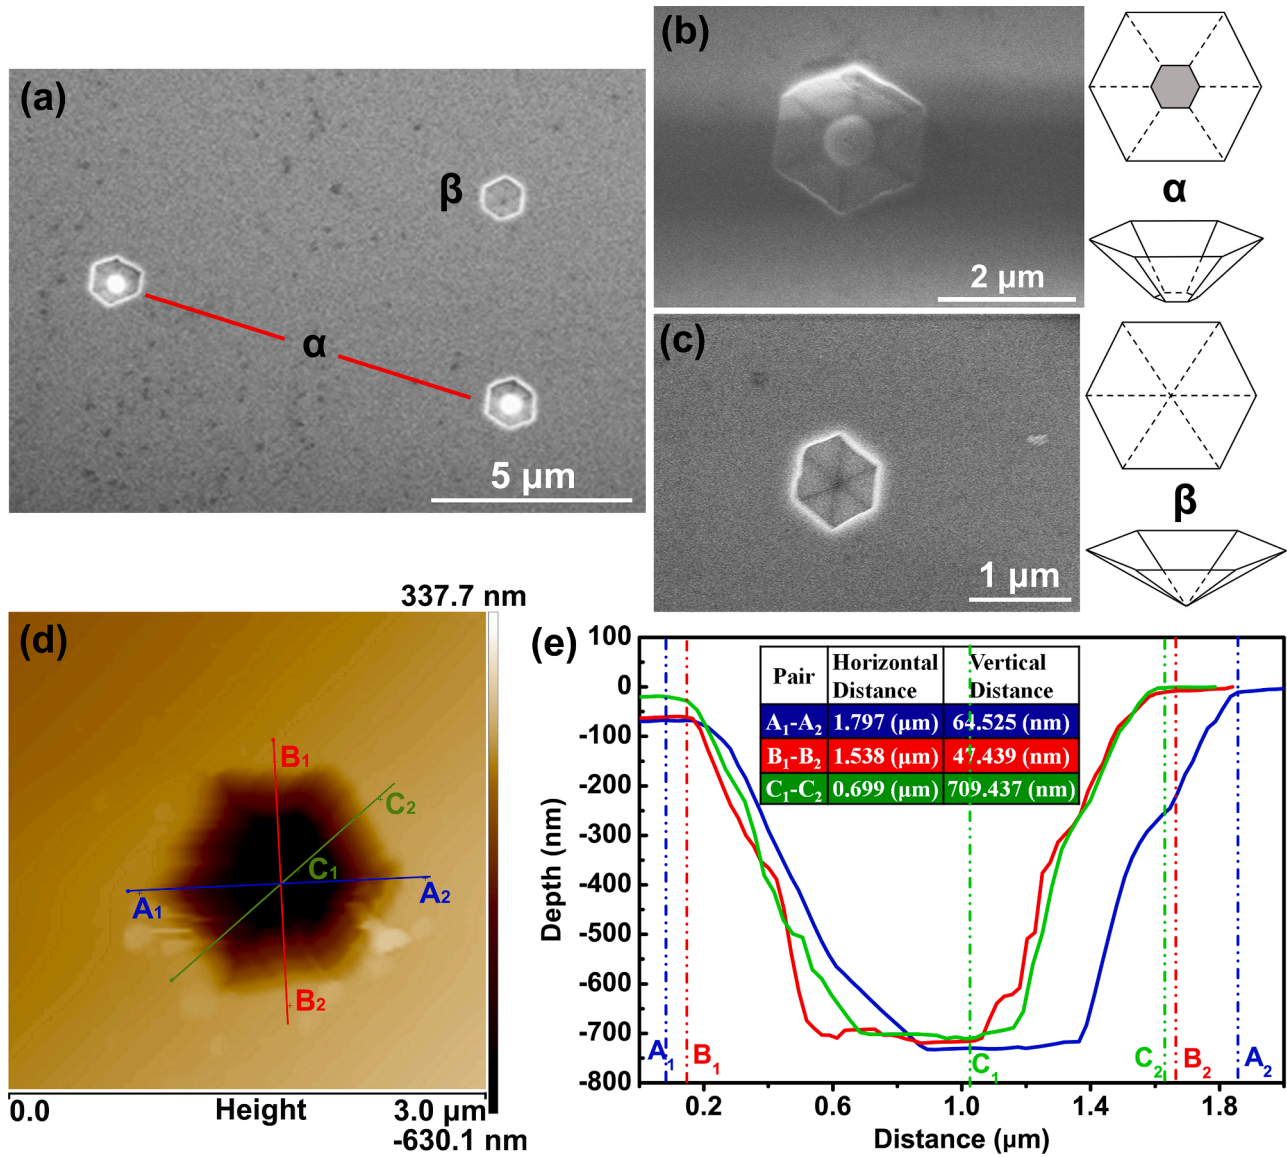 (a)
β
α
5 µm
(b)
2 µm
α
(c)
1 µm
β
(d)
337.7 nm
B1
C2
C1
A1
A2
B2
0.0
Height
3.0 µm
-630.1 nm
(e)
100
0
-100
-200
-300
-400
-500
-600
-700
-800
Depth (nm)
Pair Horizontal Distance Vertical Distance
A1-A2 1.797 (µm) 64.525 (nm)
B1-B2 1.538 (µm) 47.439 (nm)
C1-C2 0.699 (µm) 709.437 (nm)
A1
B1
C1
C2
B2
A2
0.2 0.6 1.0 1.4 1.8
Distance (µm)